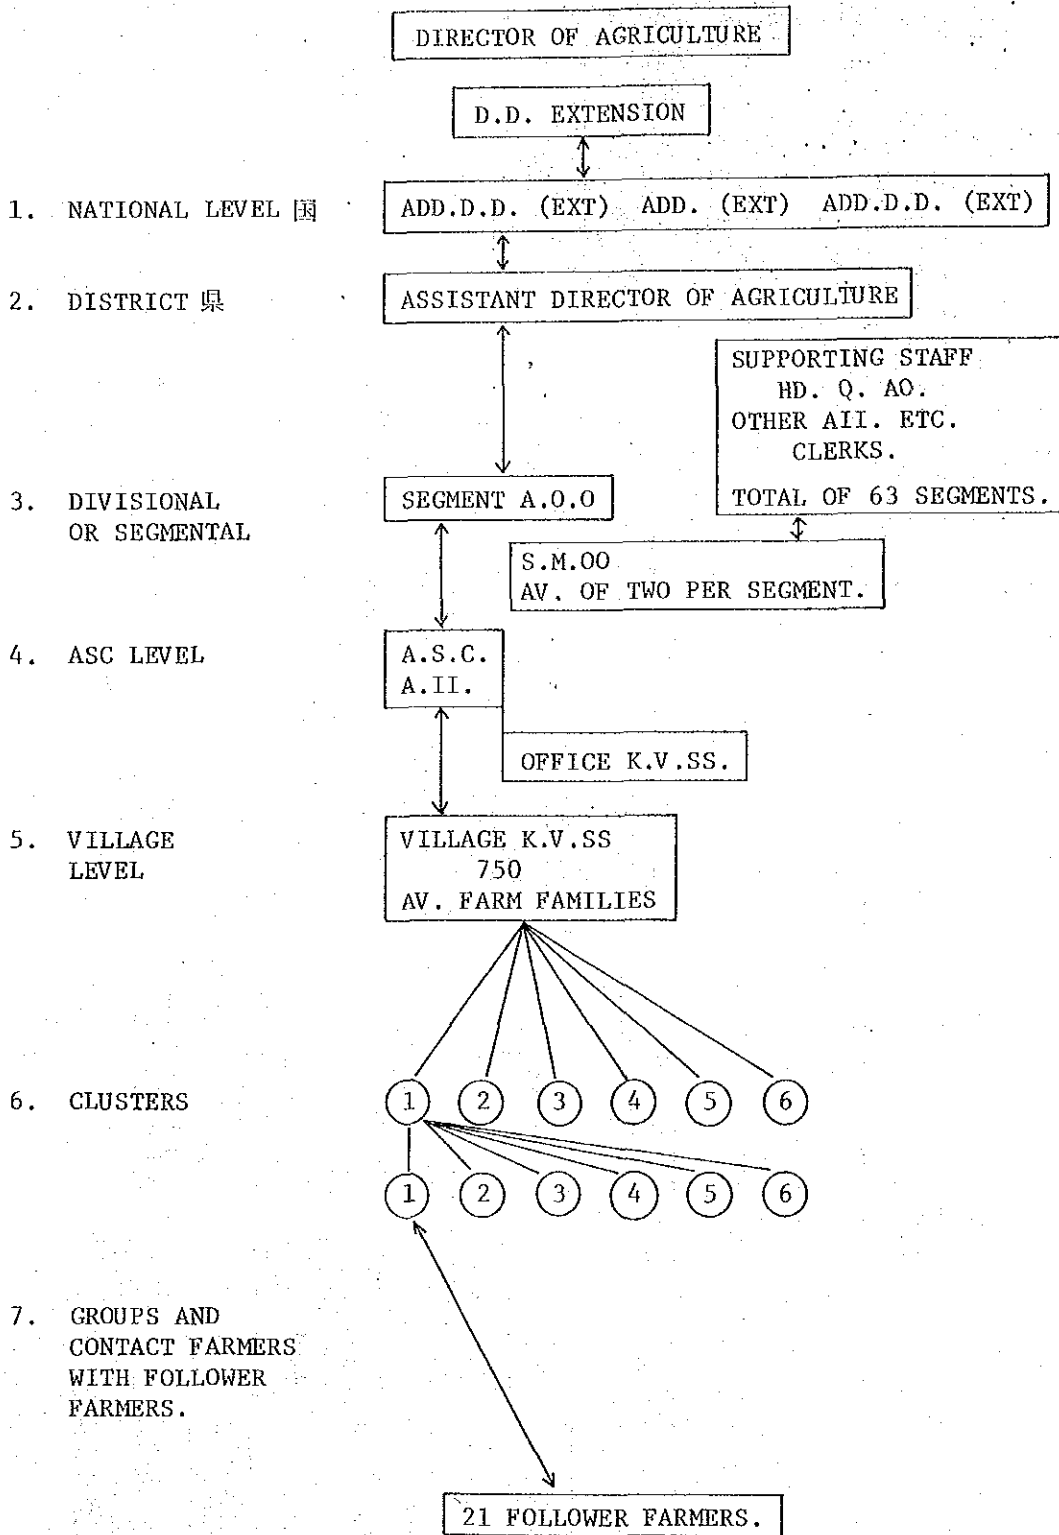 DIRECTOR OF AGRICULTURE
D.D. EXTENSION
1. NATIONAL LEVEL 国
ADD.D.D. (EXT) ADD. (EXT) ADD.D.D. (EXT)
2. DISTRICT 県
ASSISTANT DIRECTOR OF AGRICULTURE
SUPPORTING STAFF
HD. Q. AO.
OTHER AII. ETC.
CLERKS.
TOTAL OF 63 SEGMENTS.
3. DIVISIONAL
OR SEGMENTAL
SEGMENT A.O.O
S.M.OO
AV. OF TWO PER SEGMENT.
4. ASC LEVEL
A.S.C.
A.II.
OFFICE K.V.SS.
5. VILLAGE
LEVEL
VILLAGE K.V.SS
750
AV. FARM FAMILIES
6. CLUSTERS
1 2 3 4 5 6
1 2 3 4 5 6
7. GROUPS AND
CONTACT FARMERS
WITH FOLLOWER
FARMERS.
21 FOLLOWER FARMERS.